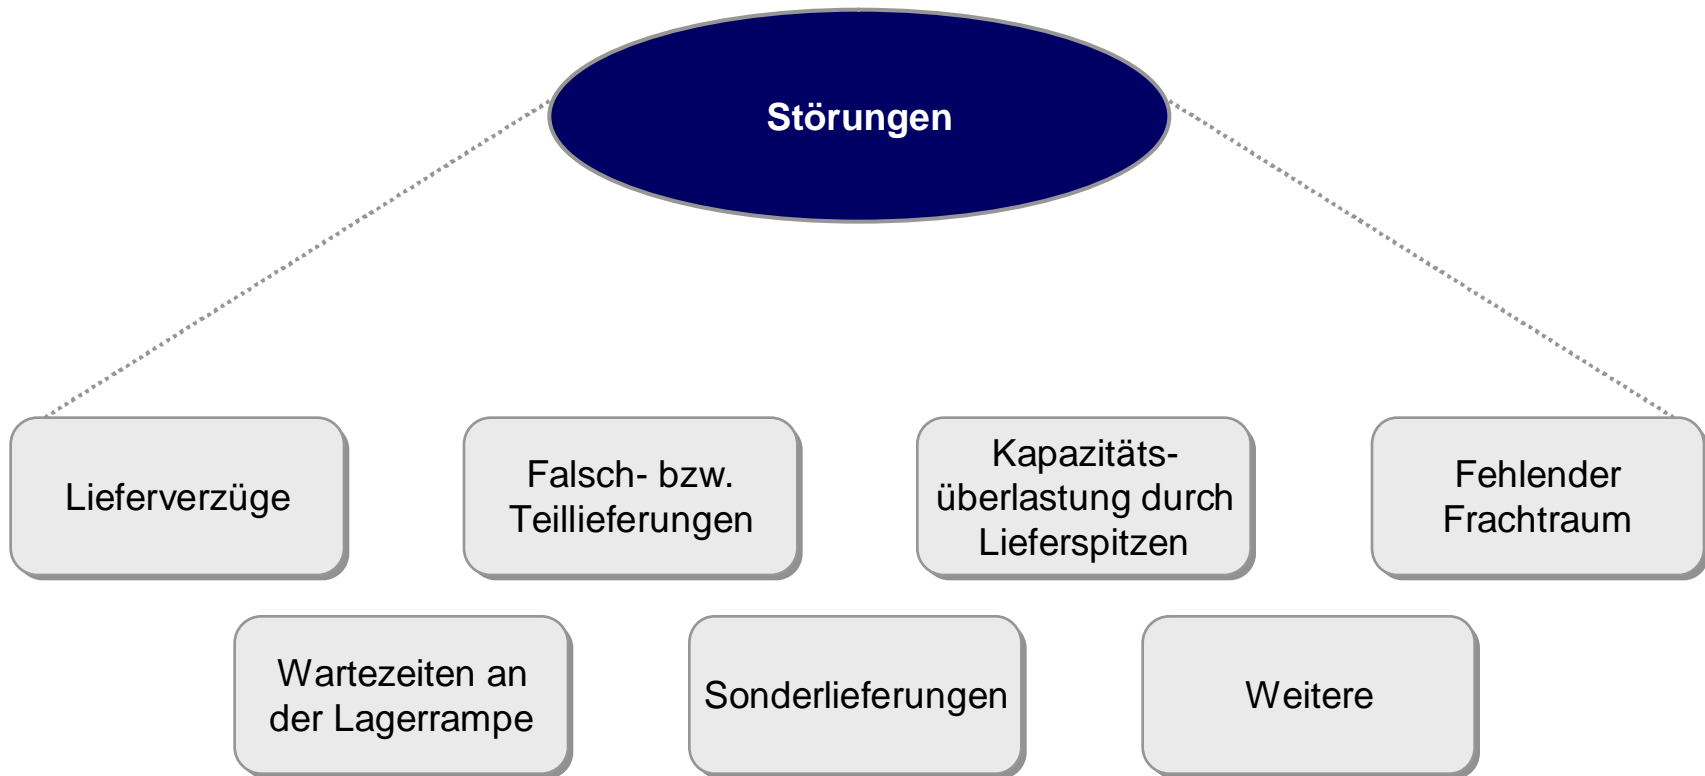 Störungen
Lieferverzüge
Falsch- bzw.
Teillieferungen
Kapazitäts-
überlastung durch
Lieferspitzen
Fehlender
Frachtraum
Wartezeiten an
der Lagerrampe
Sonderlieferungen
Weitere